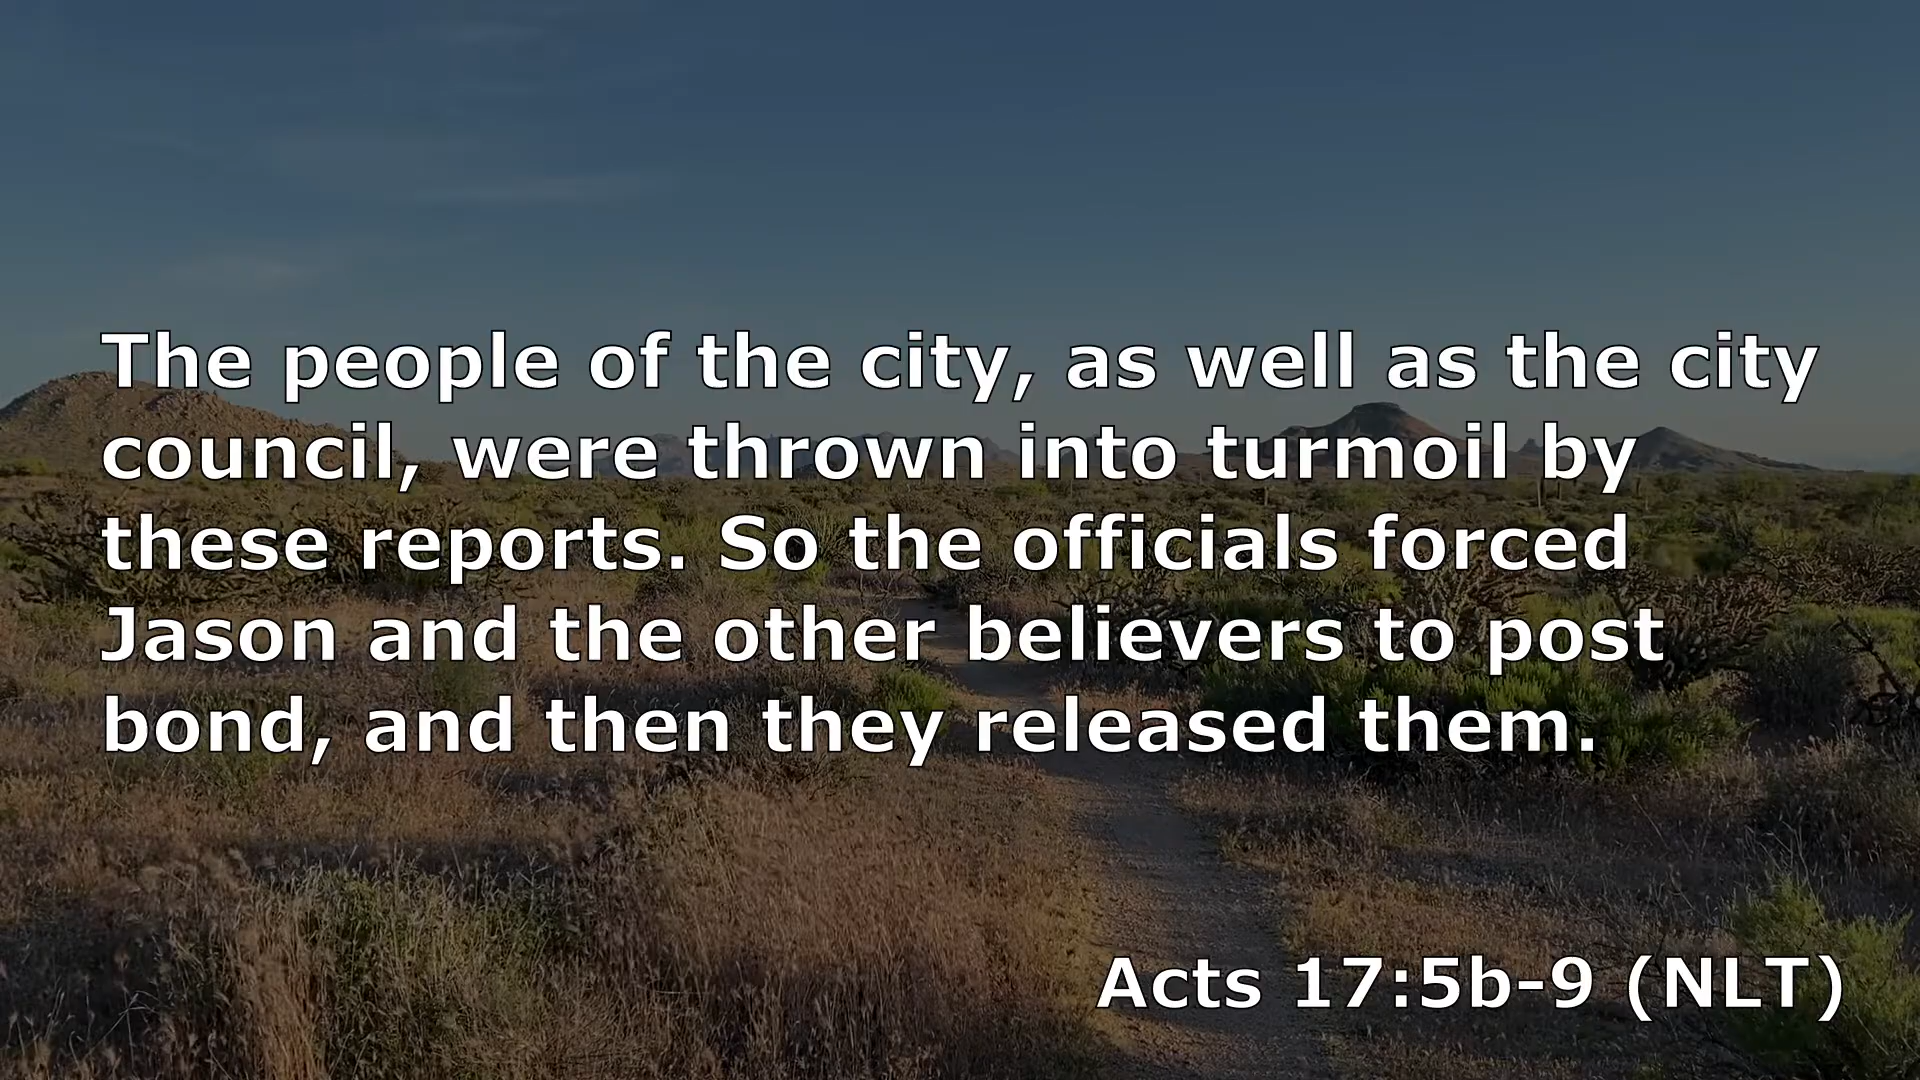 The people of the city, as well as the city
council, were thrown into turmoil by
these reports. So the officials forced
Jason and the other believers to post
bond, and then they released them.
Acts 17:5b-9 (NLT)